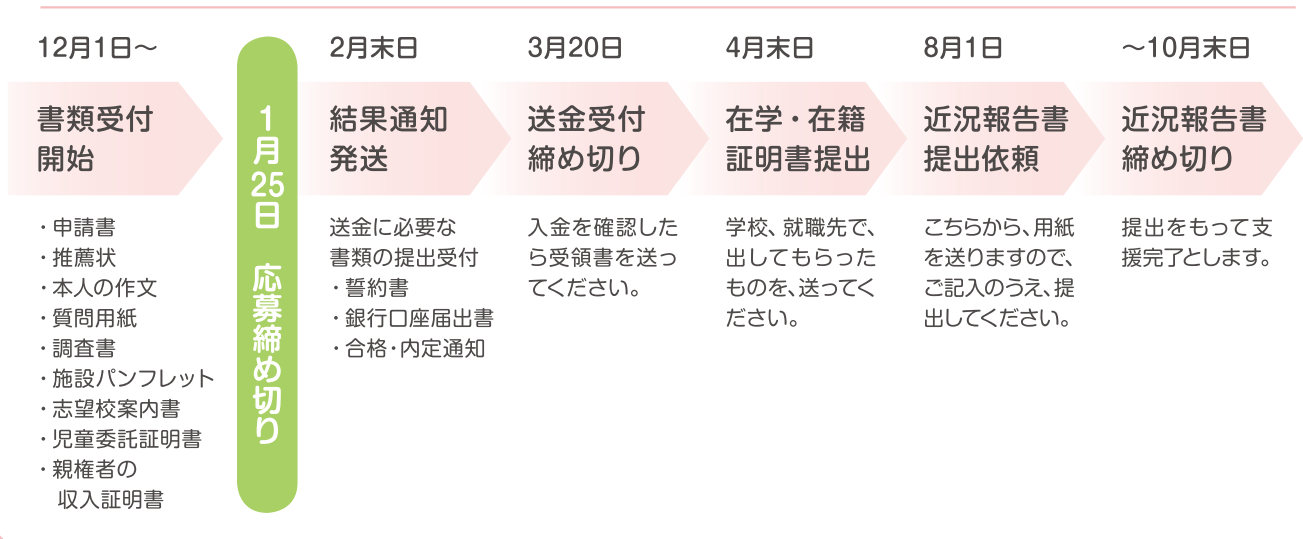 12月1日～
書類受付
開始
・申請書
・推薦状
・本人の作文
・質問用紙
・調査書
・施設パンフレット
・志望校案内書
・児童委託証明書
・親権者の
収入証明書
1月25日　応募締め切り
2月末日
結果通知
発送
送金に必要な
書類の提出受付
・誓約書
・銀行口座届出書
・合格・内定通知
3月20日
送金受付
締め切り
入金を確認した
ら受領書を送っ
てください。
4月末日
在学・在籍
証明書提出
学校、就職先で、
出してもらった
ものを、送ってく
ださい。
8月1日
近況報告書
提出依頼
こちらから、用紙
を送りますので、
ご記入のうえ、提
出してください。
～10月末日
近況報告書
締め切り
提出をもって支
援完了とします。